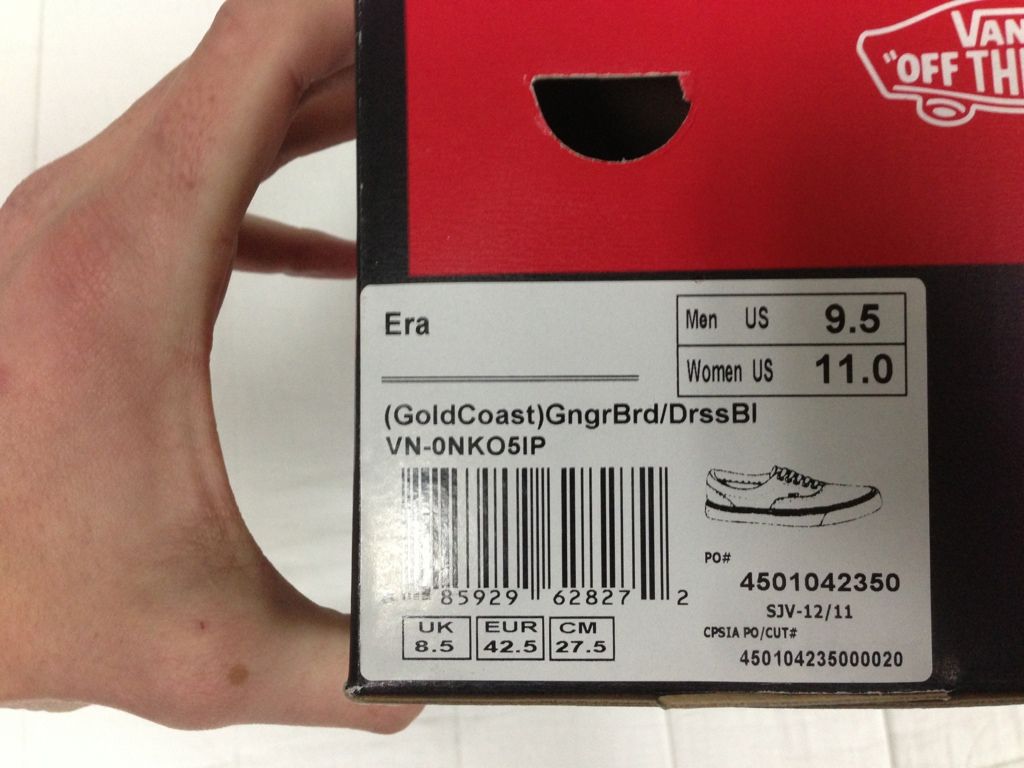 VAN
"OFF TH
Era
Men US 9.5
Women US 11.0
(GoldCoast)GngrBrd/DrssBl
VN-0NKO5IP
85929 62827 2
PO#
4501042350
SJV-12/11
CPSIA PO/CUT#
450104235000020
UK 8.5
EUR 42.5
CM 27.5